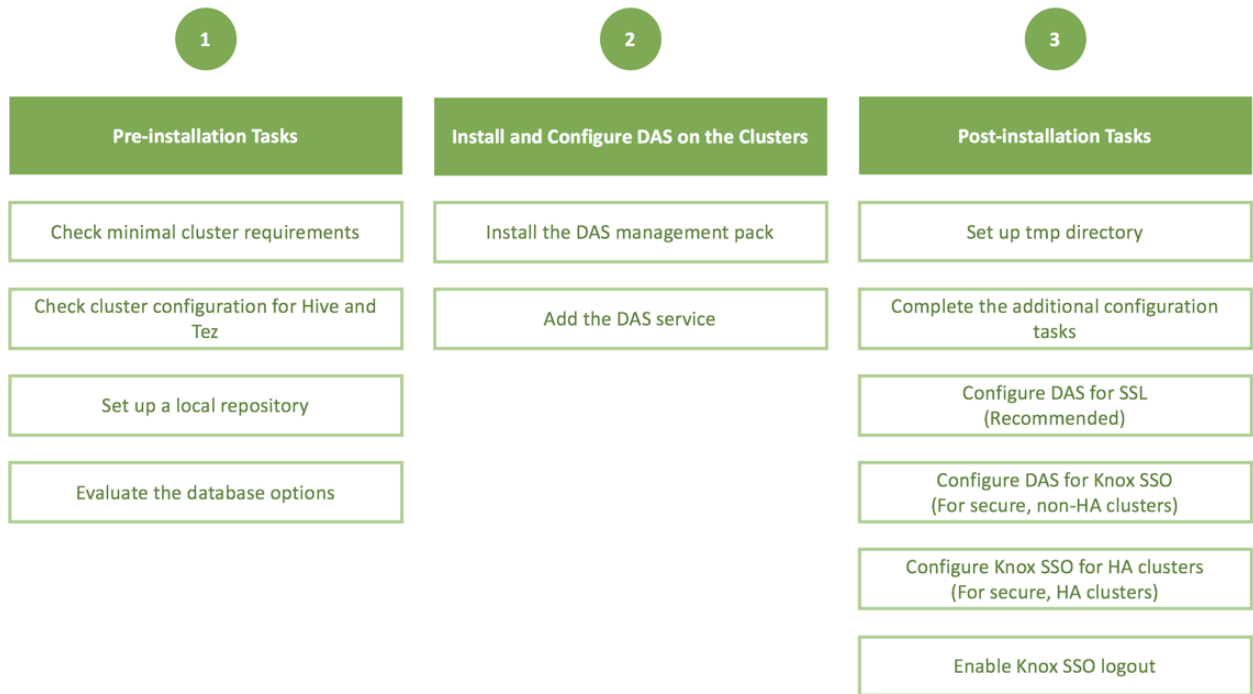 1
Pre-installation Tasks
Check minimal cluster requirements
Check cluster configuration for Hive and
Tez
Set up a local repository
Evaluate the database options
2
Install and Configure DAS on the Clusters
Install the DAS management pack
Add the DAS service
3
Post-installation Tasks
Set up tmp directory
Complete the additional configuration
tasks
Configure DAS for SSL
(Recommended)
Configure DAS for Knox SSO
(For secure, non-HA clusters)
Configure Knox SSO for HA clusters
(For secure, HA clusters)
Enable Knox SSO logout